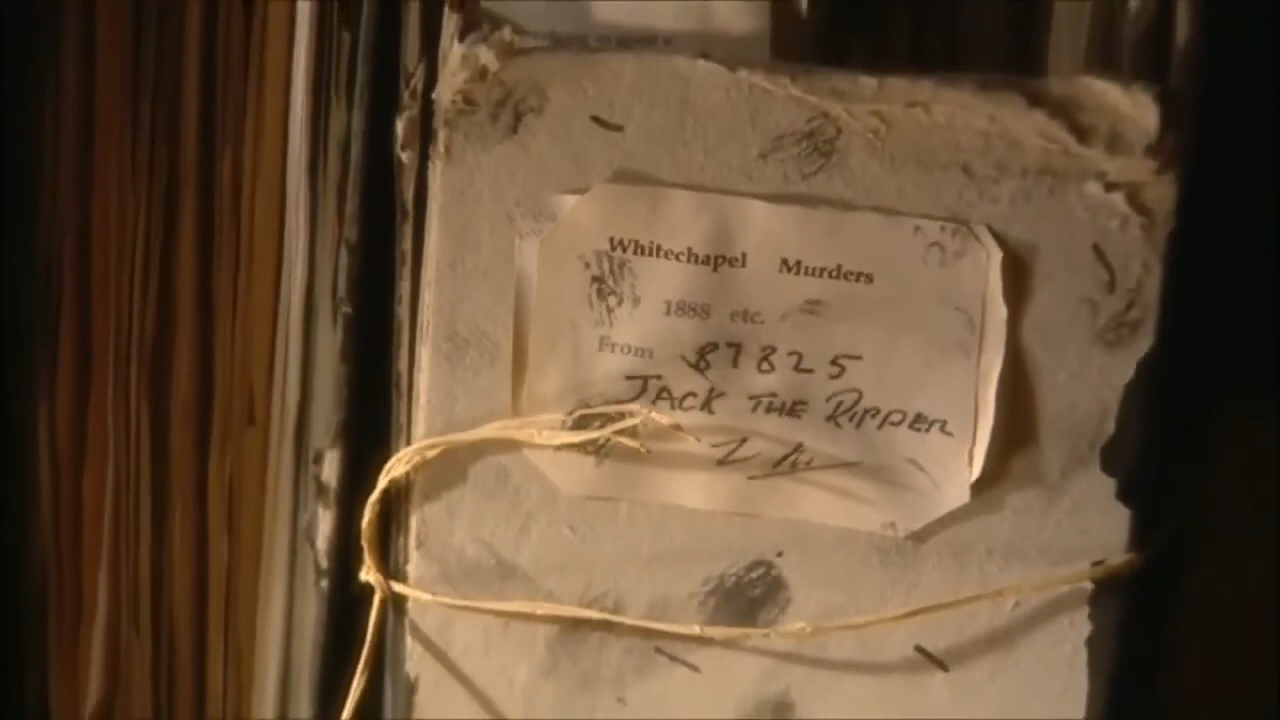 Whitechapel Murders
1888 etc.
From 87825
JACK THE RIPPER